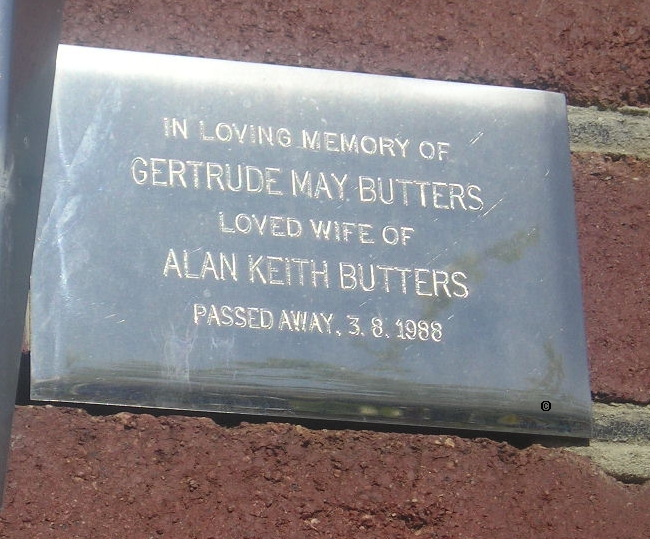 IN LOVING MEMORY OF
GERTRUDE MAY BUTTERS
LOVED WIFE OF
ALAN KEITH BUTTERS
PASSED AWAY, 3. 8. 1988